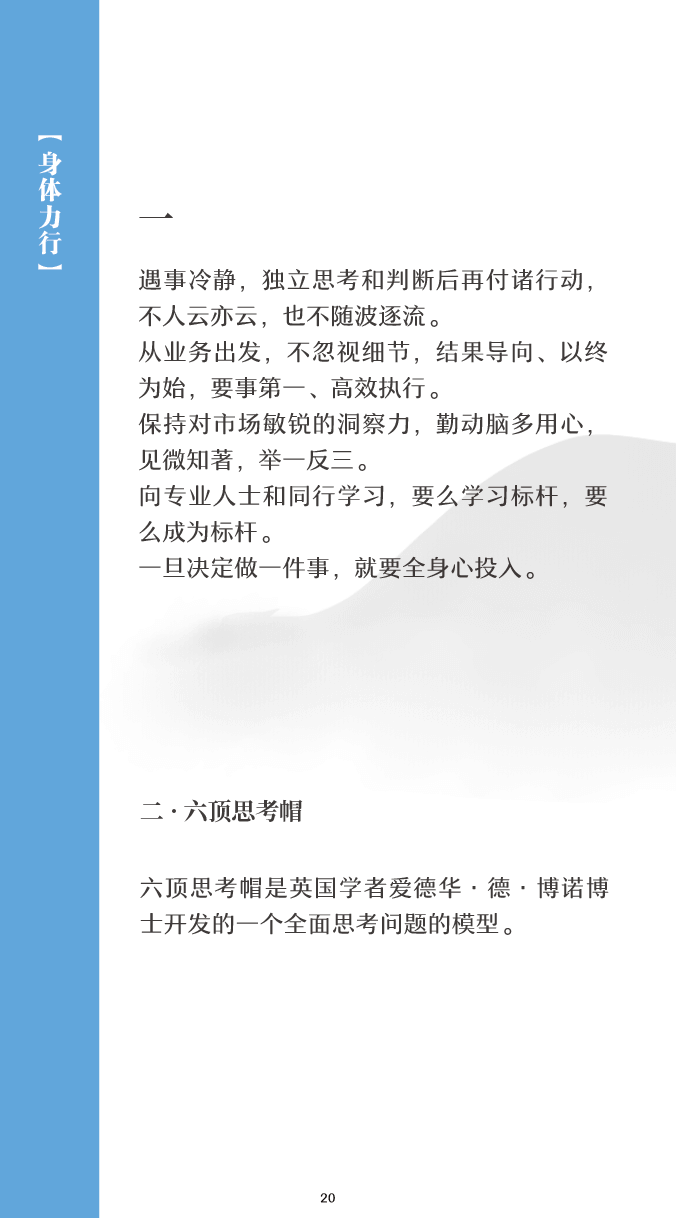 【身体力行】
一
遇事冷静，独立思考和判断后再付诸行动，
不人云亦云，也不随波逐流。
从业务出发，不忽视细节，结果导向、以终
为始，要事第一、高效执行。
保持对市场敏锐的洞察力，勤动脑多用心，
见微知著，举一反三。
向专业人士和同行学习，要么学习标杆，要
么成为标杆。
一旦决定做一件事，就要全身心投入。
二·六顶思考帽
六顶思考帽是英国学者爱德华·德·博诺博
士开发的一个全面思考问题的模型。
20